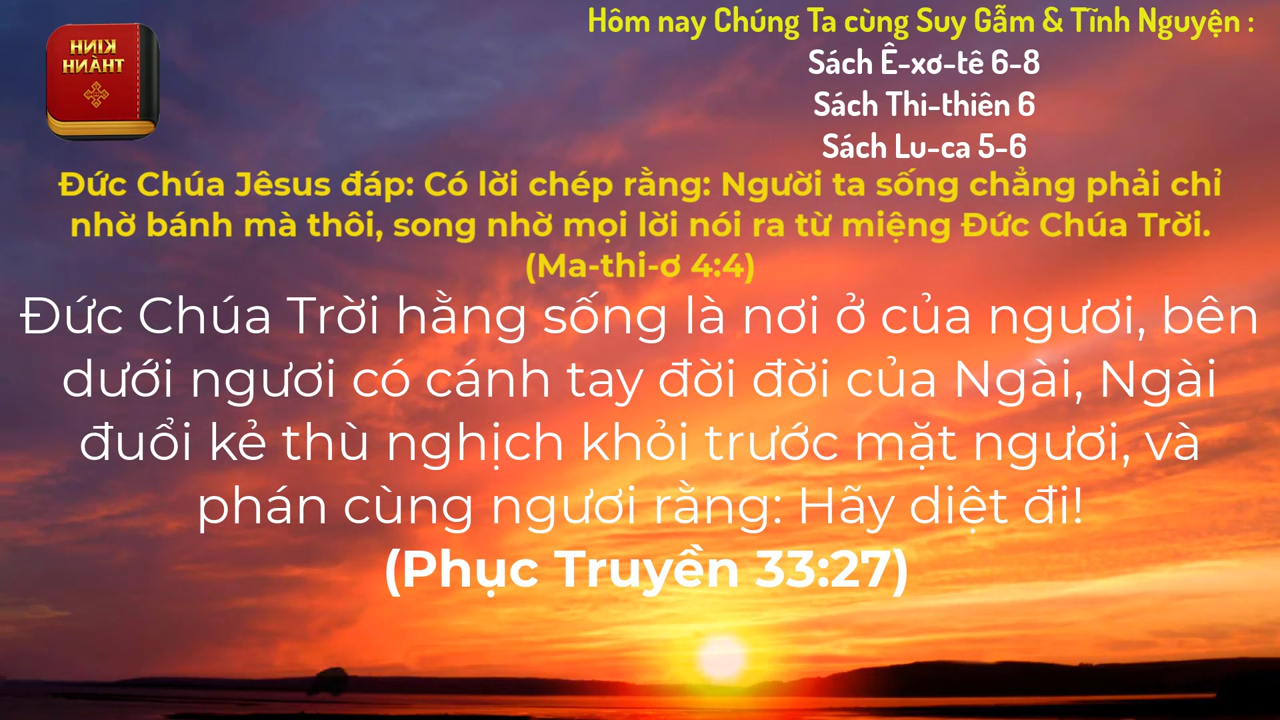 KINH
THÁNH
Hôm nay Chúng Ta cùng Suy Gẫm & Tĩnh Nguyện :
Sách Ê-xơ-tê 6-8
Sách Thi-thiên 6
Sách Lu-ca 5-6
Đức Chúa Jêsus đáp: Có lời chép rằng: Người ta sống chẳng phải chỉ
nhờ bánh mà thôi, song nhờ mọi lời nói ra từ miệng Đức Chúa Trời.
(Ma-thi-ơ 4:4)
Đức Chúa Trời hằng sống là nơi ở của ngươi, bên
dưới ngươi có cánh tay đời đời của Ngài, Ngài
đuổi kẻ thù nghịch khỏi trước mặt ngươi, và
phán cùng ngươi rằng: Hãy diệt đi!
(Phục Truyền 33:27)